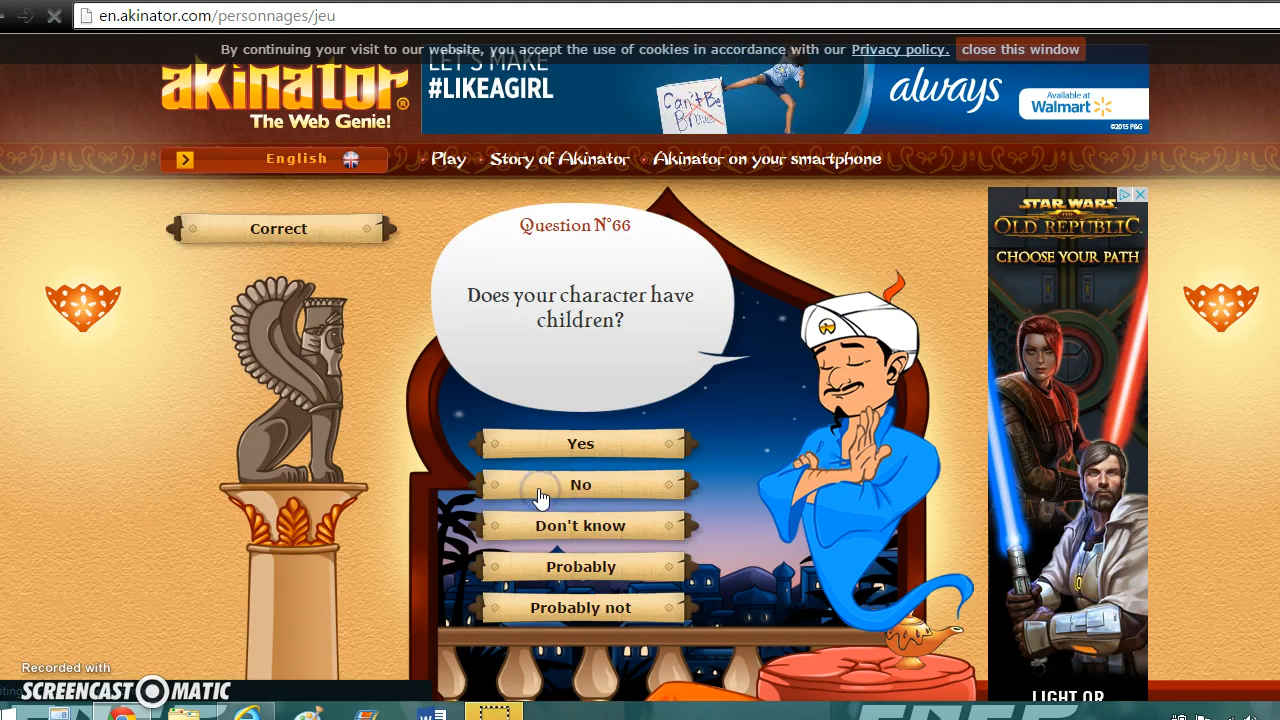 en.akinator.com/personnages/jeu
By continuing your visit to our website, you accept the use of cookies in accordance with our Privacy policy. close this window
akinator®
The Web Genie!
LET'S MAKE
#LIKEAGIRL
Can't Be
Brave
always
Available at
Walmart
©2015 P&G
English
Play
Story of Akinator
Akinator on your smartphone
Correct
Question N°66
Does your character have
children?
Yes
No
Don't know
Probably
Probably not
STAR WARS
THE
OLD REPUBLIC
CHOOSE YOUR PATH
LIGHT OR
Recorded with
SCREENCAST-O-MATIC